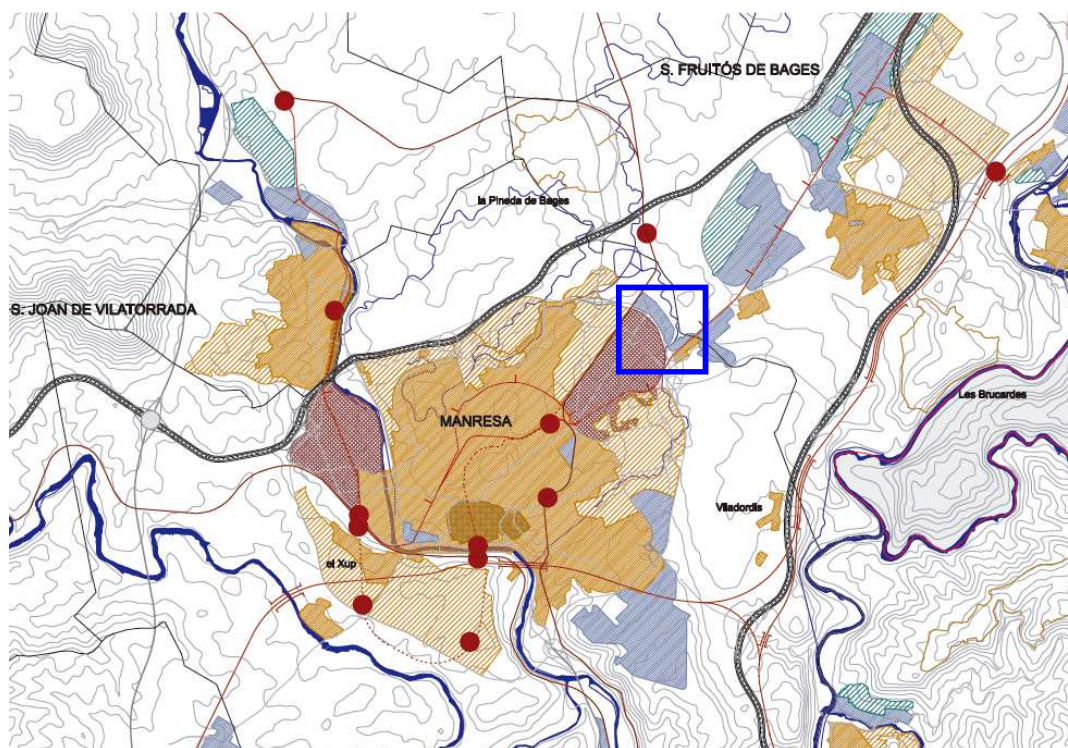 S. FRUITÓS DE BAGES
la Pineda de Bages
S. JOAN DE VILATORRADA
Les Brucardes
MANRESA
Viladordis
el Xup